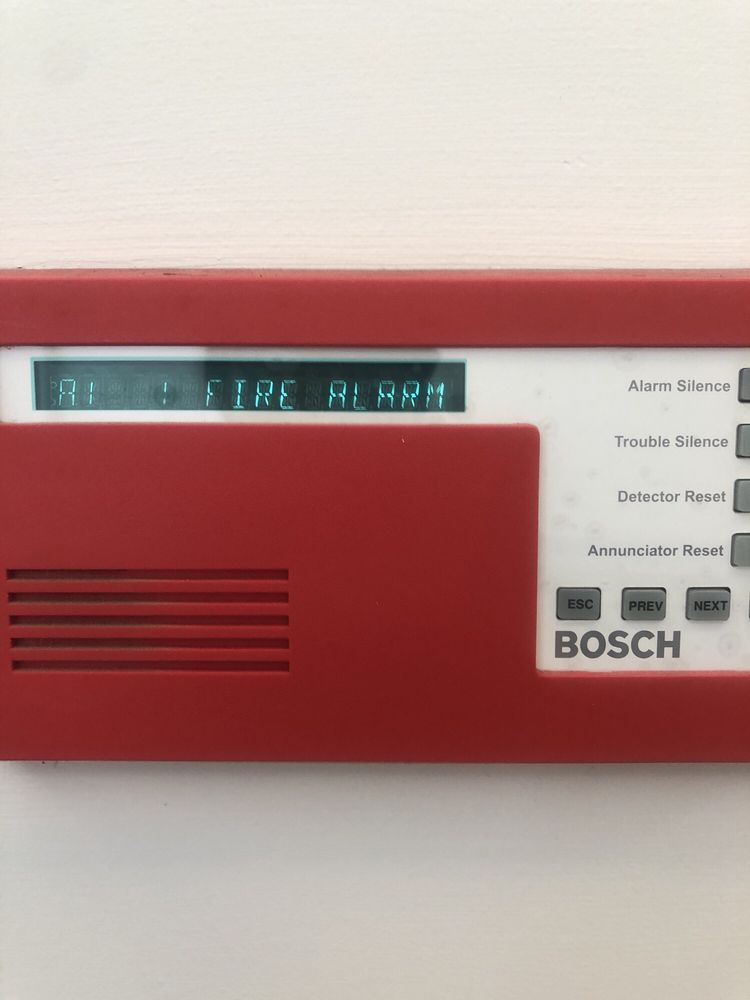 A1 : FIRE ALARM
Alarm Silence
Trouble Silence
Detector Reset
Annunciator Reset
ESC PREV NEXT
BOSCH